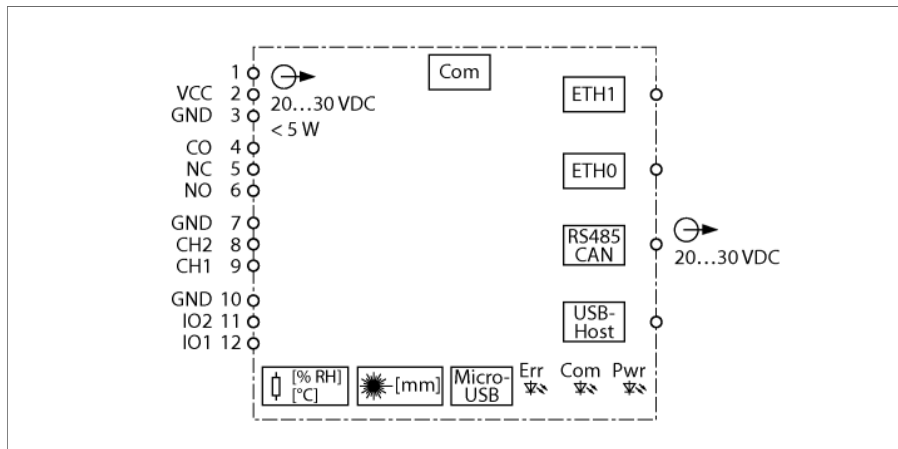 1
VCC 2
GND 3
20...30 VDC
< 5 W
CO 4
NC 5
NO 6
GND 7
CH2 8
CH1 9
GND 10
IO2 11
IO1 12
Com
ETH1
ETH0
RS485
CAN
20...30 VDC
USB-
Host
[% RH]
[°C]
[mm]
Micro-
USB
Err Com Pwr